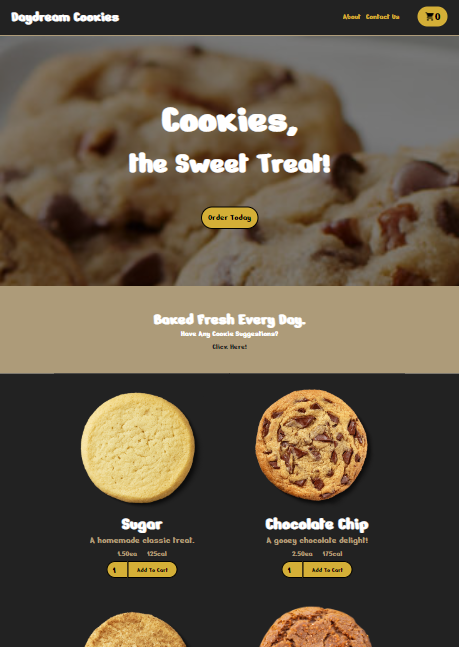 Daydream Cookies
About Contact Us 0
Cookies,
the Sweet Treat!
Order Today
Baked Fresh Every Day.
Have Any Cookie Suggestions?
Click Here!
Sugar
A homemade classic treat.
1.50ea 125cal
1 Add To Cart
Chocolate Chip
A gooey chocolate delight!
2.50ea 175cal
1 Add To Cart